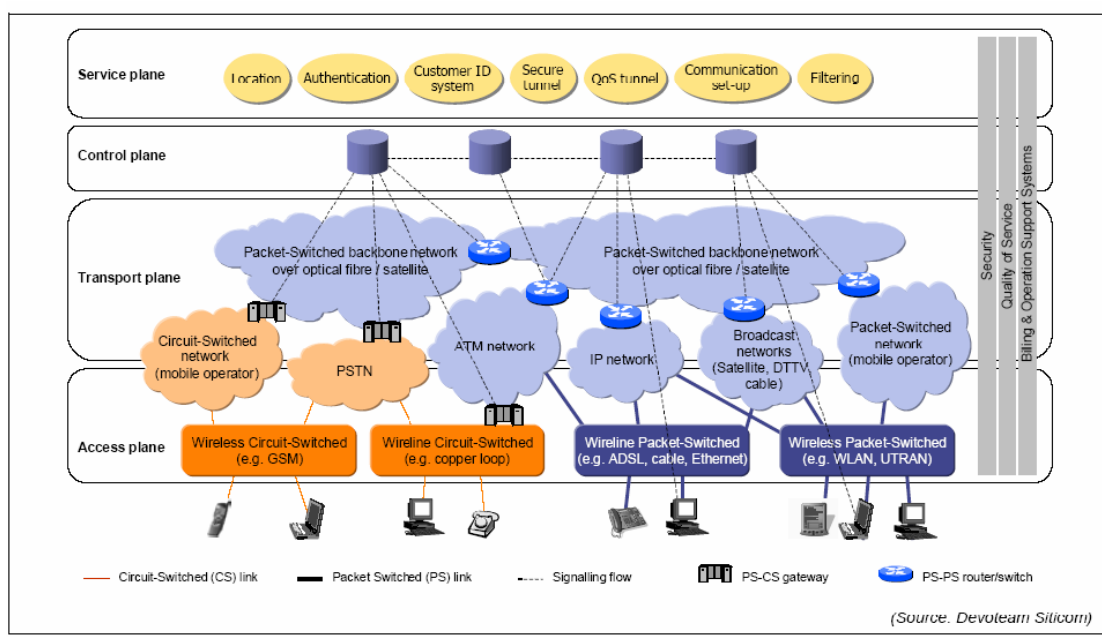 Service plane
Location
Authentication
Customer ID
system
Secure
tunnel
QoS tunnel
Communication
set-up
Filtering
Control plane
Transport plane
Packet-Switched backbone network
over optical fibre / satellite
Packet-Switched backbone network
over optical fibre / satellite
Circuit-Switched
network
(mobile operator)
PSTN
ATM network
IP network
Broadcast
networks
(Satellite, DTTV,
cable)
Packet-Switched
network
(mobile operator)
Access plane
Wireless Circuit-Switched
(e.g. GSM)
Wireline Circuit-Switched
(e.g. copper loop)
Wireline Packet-Switched
(e.g. ADSL, cable, Ethernet)
Wireless Packet-Switched
(e.g. WLAN, UTRAN)
Security
Quality of Service
Billing & Operation Support Systems
Circuit-Switched (CS) link
Packet Switched (PS) link
Signalling flow
PS-CS gateway
PS-PS router/switch
(Source: Devoteam Siticom)